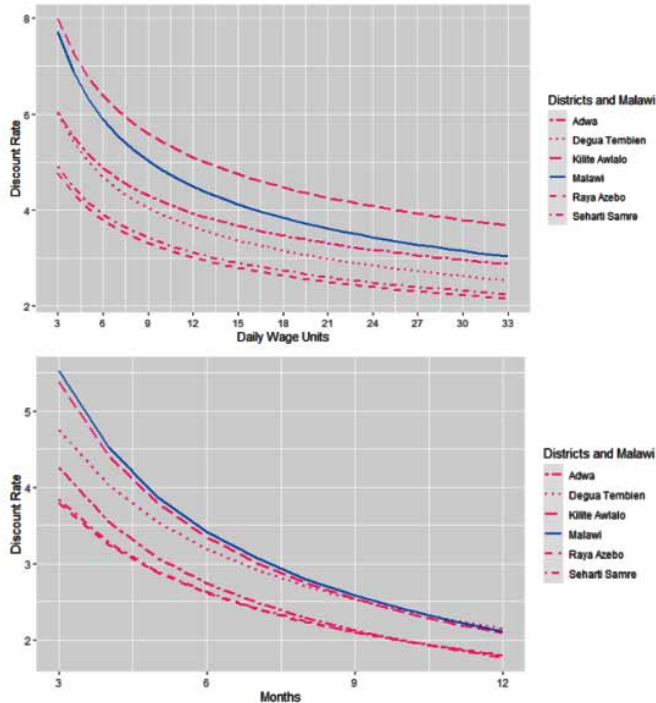 8
6
4
2
Discount Rate
3 6 9 12 15 18 21 24 27 30 33
Daily Wage Units
Districts and Malawi
Adwa
Degua Tembien
Kilite Awlalo
Malawi
Raya Azebo
Seharti Samre
5
4
3
2
Discount Rate
3 6 9 12
Months
Districts and Malawi
Adwa
Degua Tembien
Kilite Awlalo
Malawi
Raya Azebo
Seharti Samre